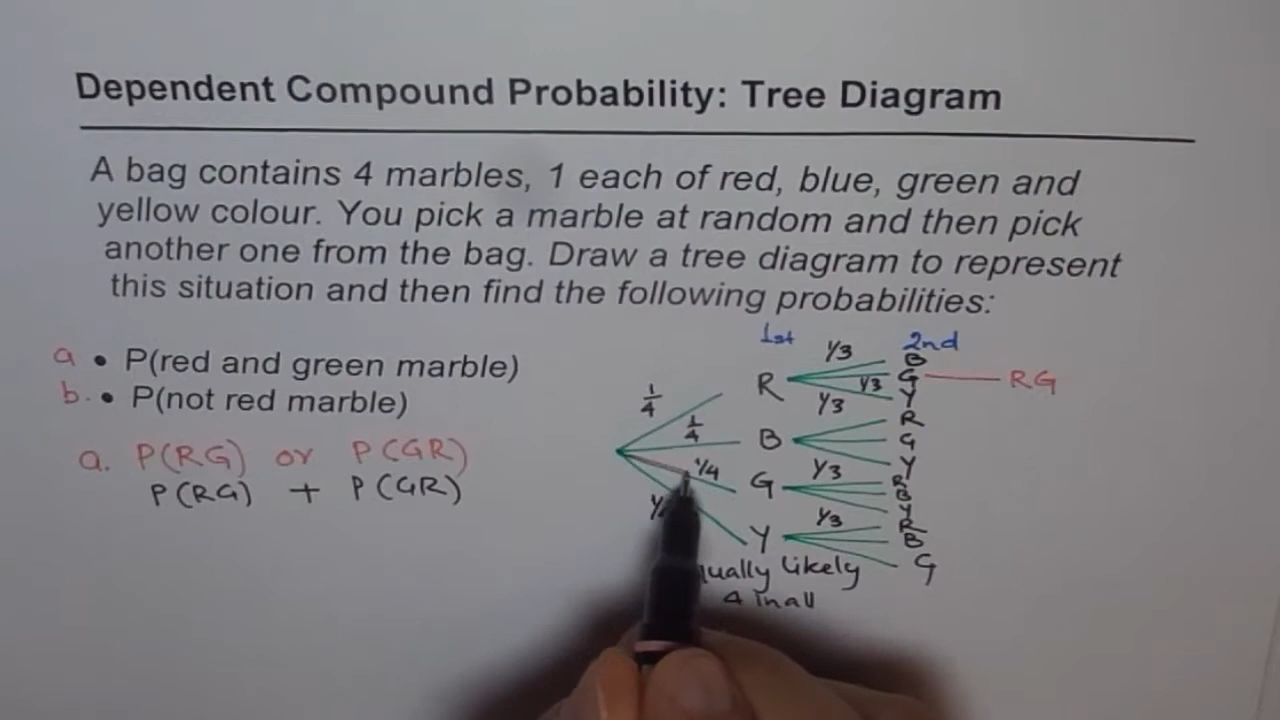 Dependent Compound Probability: Tree Diagram
A bag contains 4 marbles, 1 each of red, blue, green and
yellow colour. You pick a marble at random and then pick
another one from the bag. Draw a tree diagram to represent
this situation and then find the following probabilities:
a • P(red and green marble)
b. • P(not red marble)
a. P(RG) or P(GR)
P(RG) + P(GR)
1st 2nd
1/4 R 1/3 1/3 1/3 B G Y RG
1/4 B R G Y
1/4 G 1/3 R B Y
Y 1/3 R B G
likely
4 in all